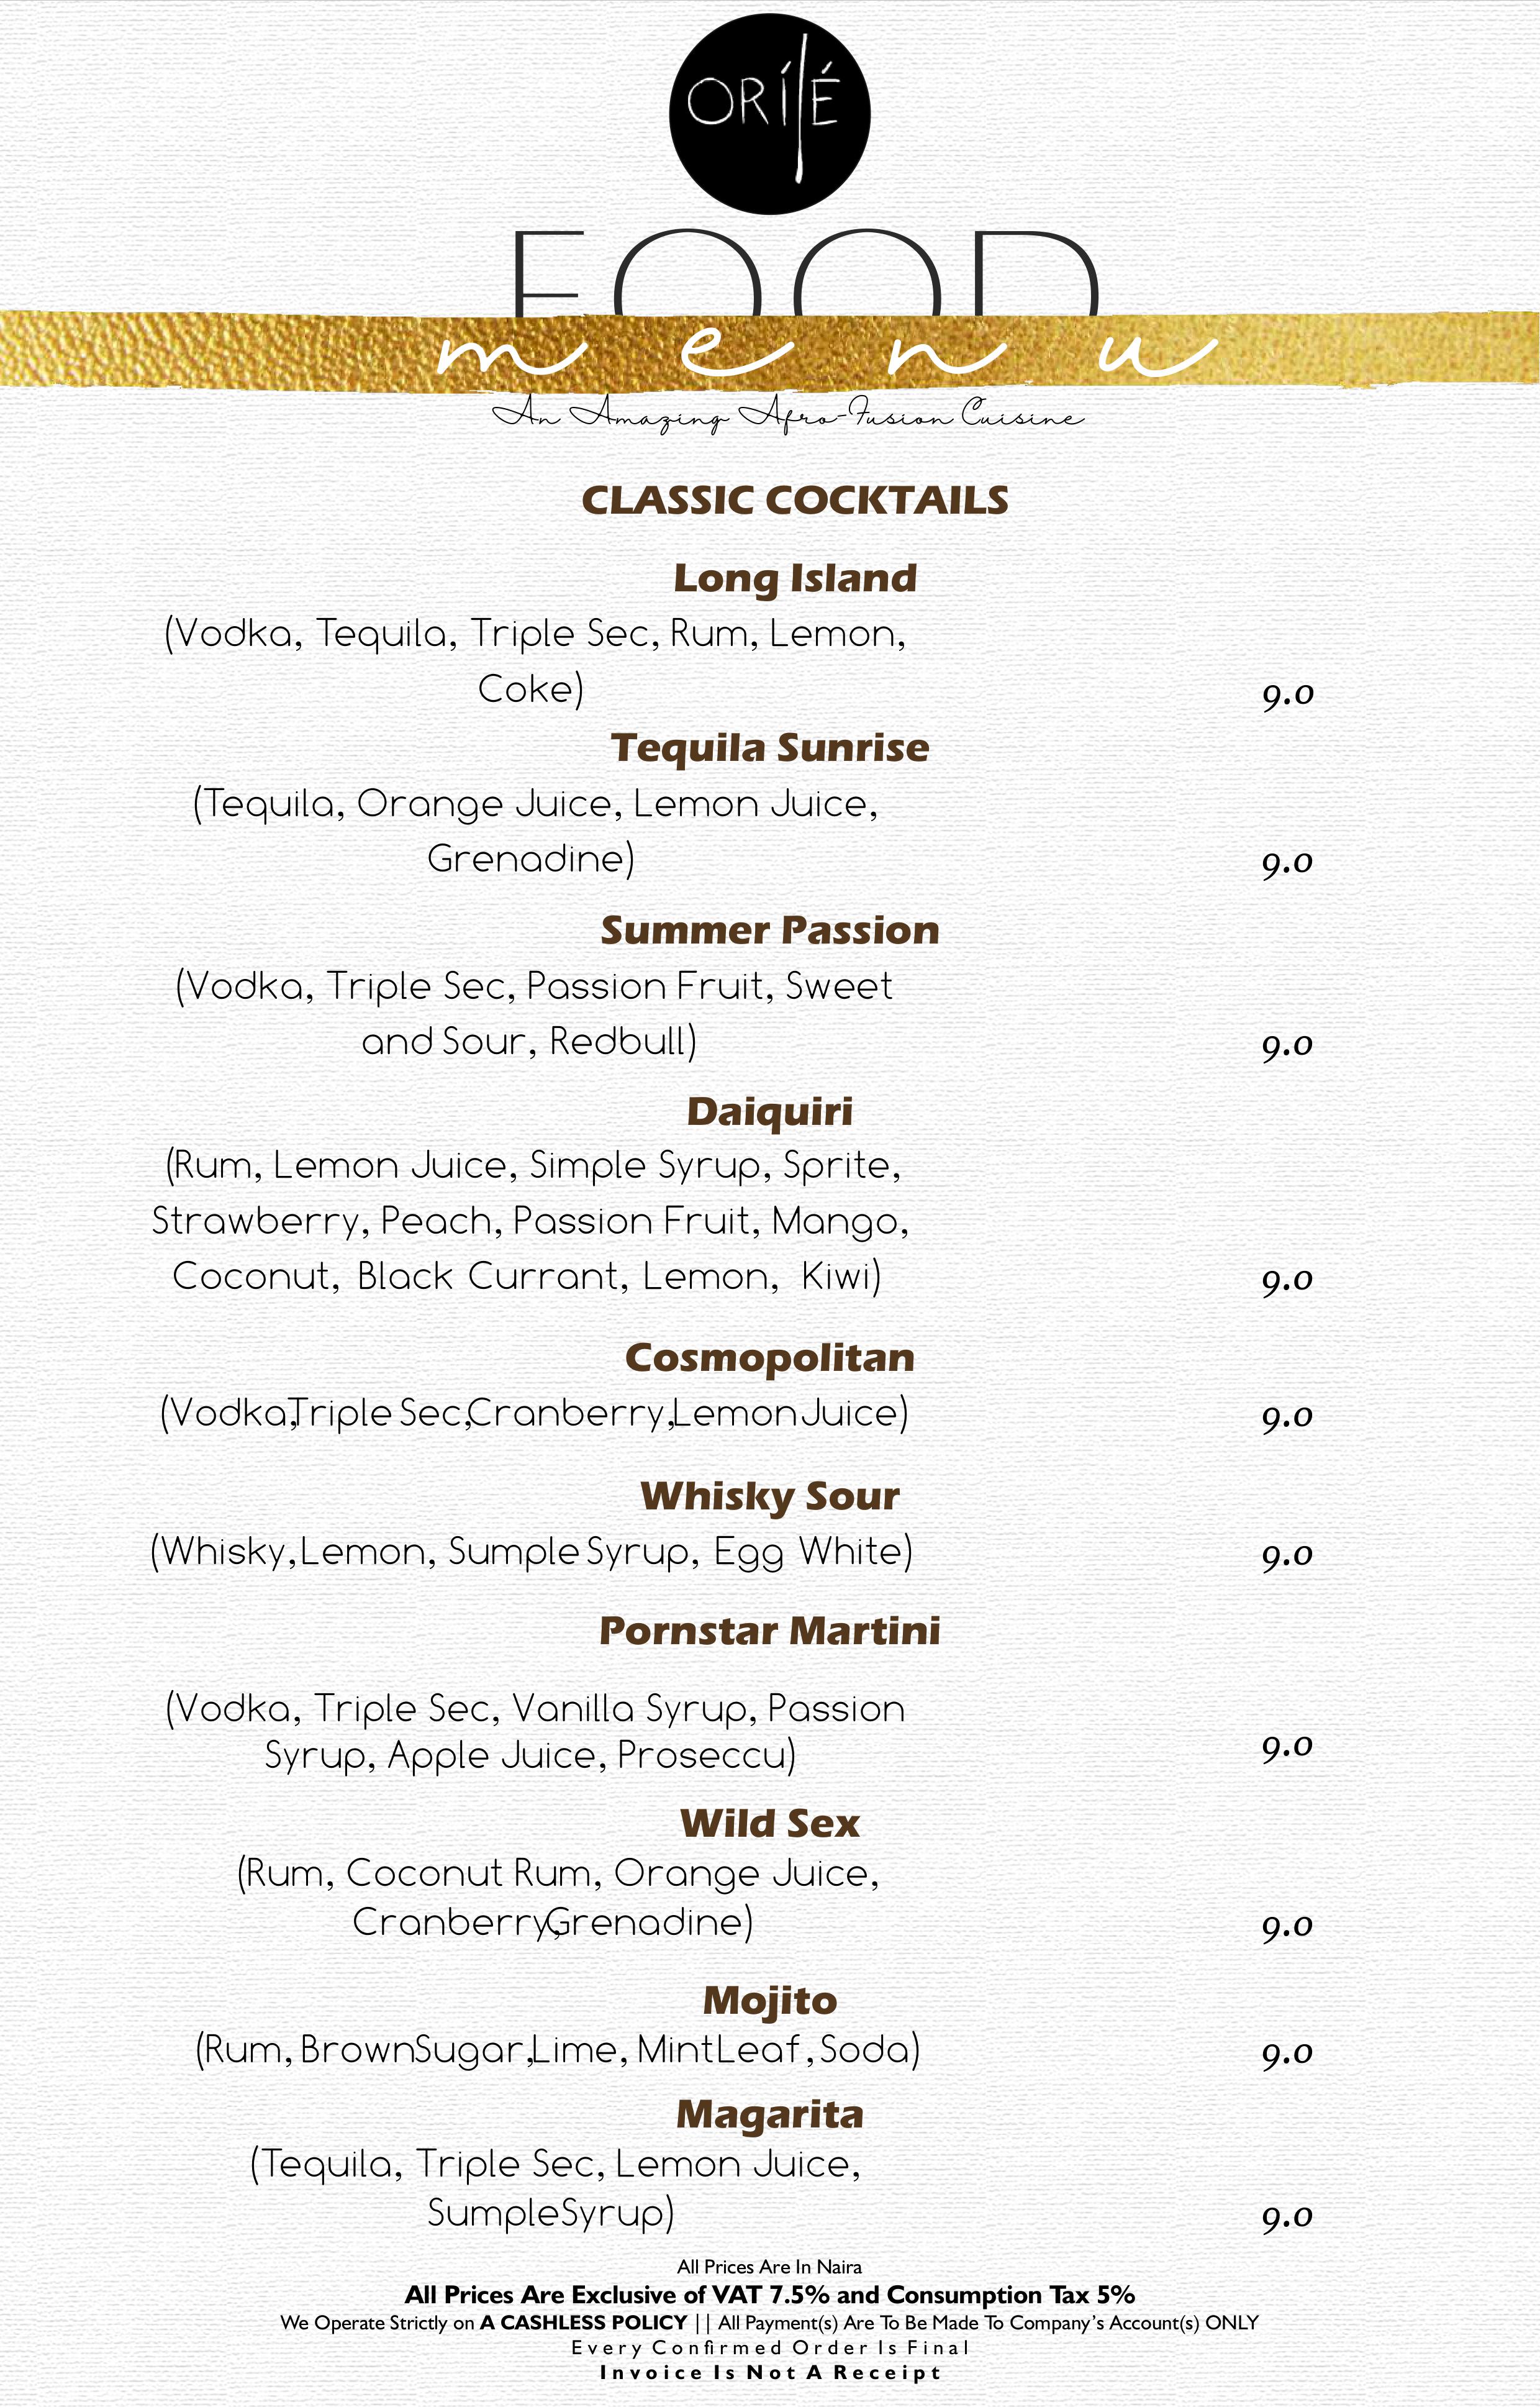 ORÍLÉ
FOOD
menu
An Amazing Afro-Fusion Cuisine
CLASSIC COCKTAILS
Long Island
(Vodka, Tequila, Triple Sec, Rum, Lemon,
Coke) 9.0
Tequila Sunrise
(Tequila, Orange Juice, Lemon Juice,
Grenadine) 9.0
Summer Passion
(Vodka, Triple Sec, Passion Fruit, Sweet
and Sour, Redbull) 9.0
Daiquiri
(Rum, Lemon Juice, Simple Syrup, Sprite,
Strawberry, Peach, Passion Fruit, Mango,
Coconut, Black Currant, Lemon, Kiwi) 9.0
Cosmopolitan
(Vodka,Triple Sec,Cranberry,Lemon Juice) 9.0
Whisky Sour
(Whisky, Lemon, Sumple Syrup, Egg White) 9.0
Pornstar Martini
(Vodka, Triple Sec, Vanilla Syrup, Passion
Syrup, Apple Juice, Proseccu) 9.0
Wild Sex
(Rum, Coconut Rum, Orange Juice,
Cranberry,Grenadine) 9.0
Mojito
(Rum, BrownSugar,Lime, MintLeaf, Soda) 9.0
Magarita
(Tequila, Triple Sec, Lemon Juice,
SumpleSyrup) 9.0
All Prices Are In Naira
All Prices Are Exclusive of VAT 7.5% and Consumption Tax 5%
We Operate Strictly on A CASHLESS POLICY || All Payment(s) Are To Be Made To Company's Account(s) ONLY
Every Confirmed Order Is Final
Invoice Is Not A Receipt